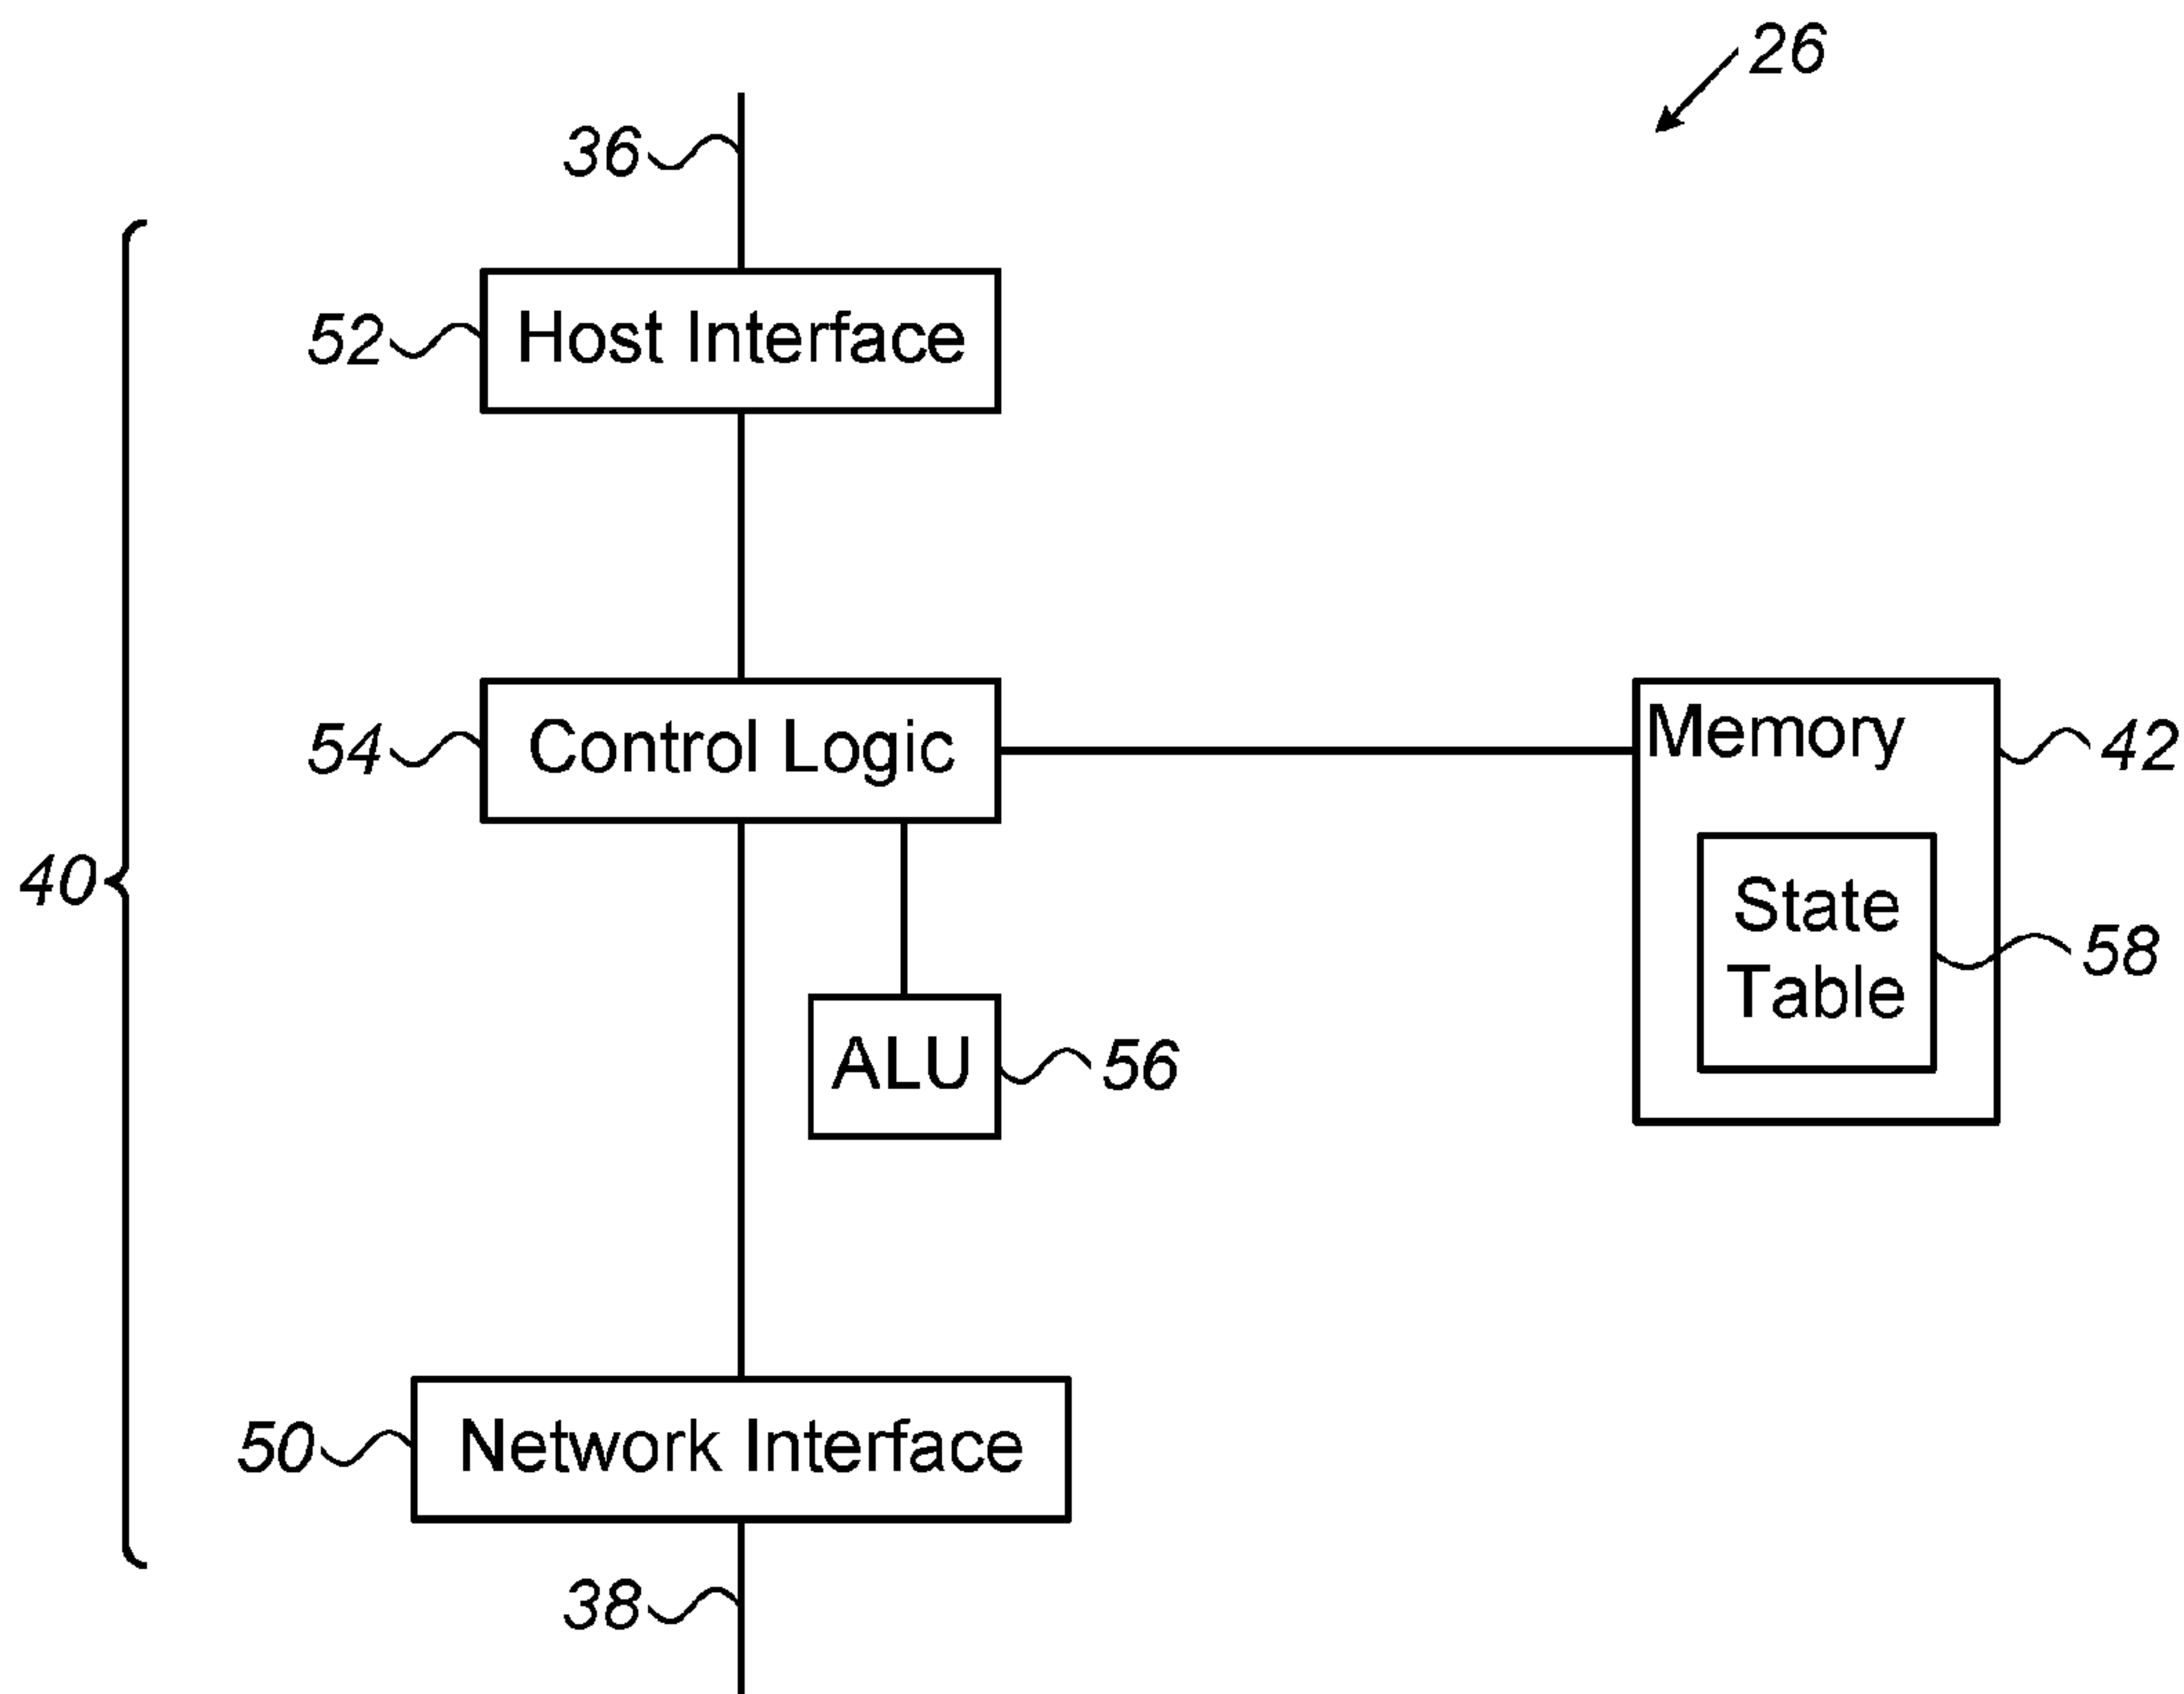 26
36
52
Host Interface
54
Control Logic
Memory
42
40
State
Table
58
ALU
56
50
Network Interface
38